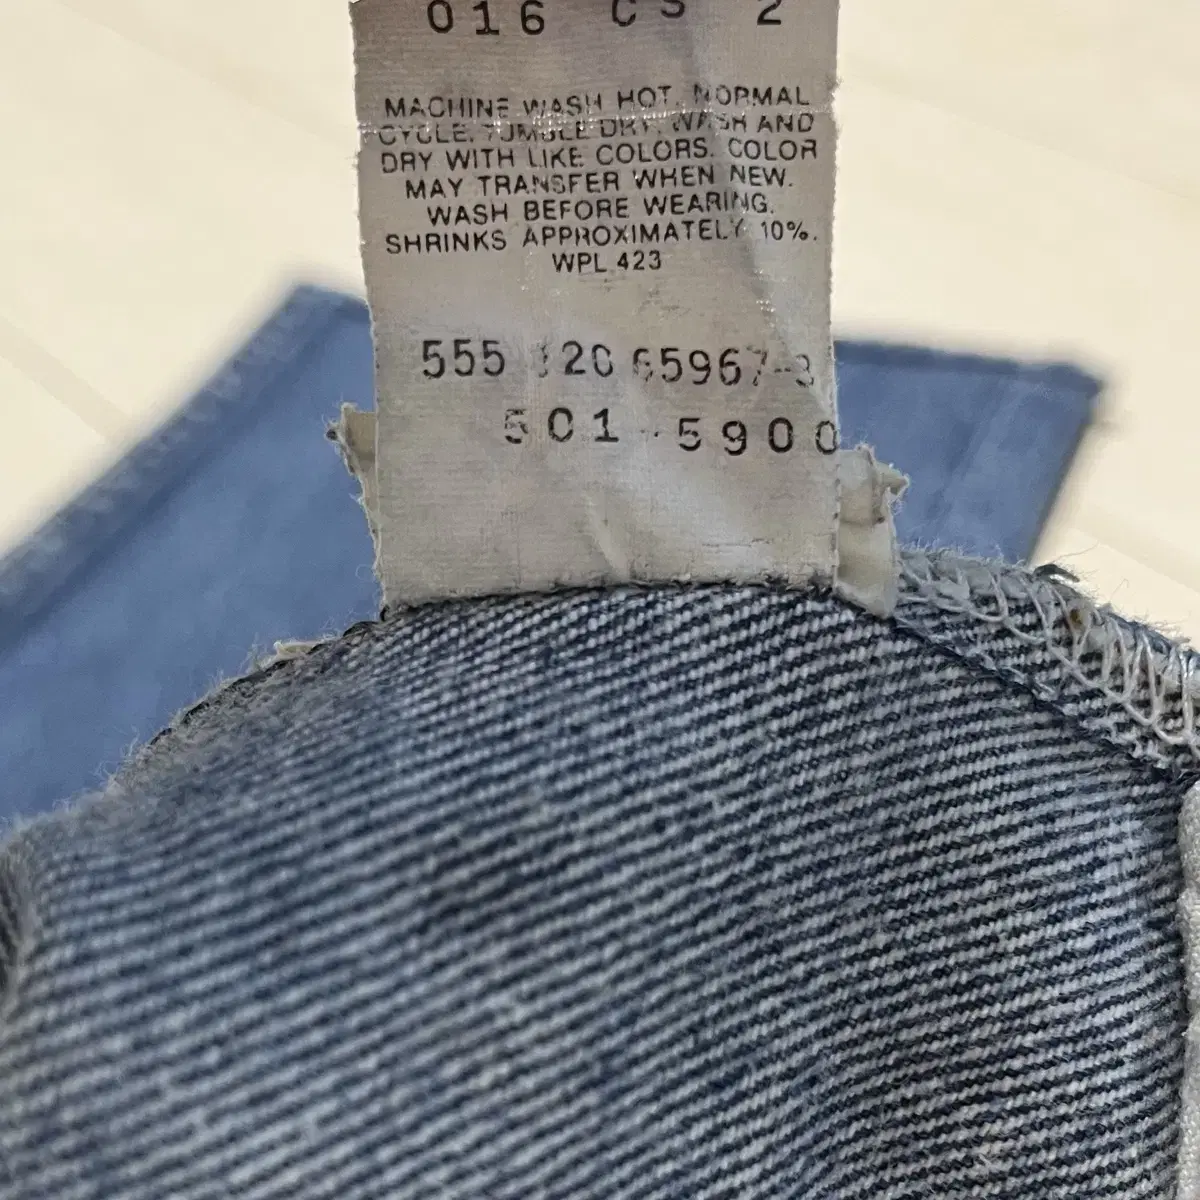 016 CS 2
MACHINE WASH HOT. NORMAL
CYCLE. TUMBLE DRY. WASH AND
DRY WITH LIKE COLORS. COLOR
MAY TRANSFER WHEN NEW.
WASH BEFORE WEARING.
SHRINKS APPROXIMATELY 10%.
WPL 423
555
501-5900